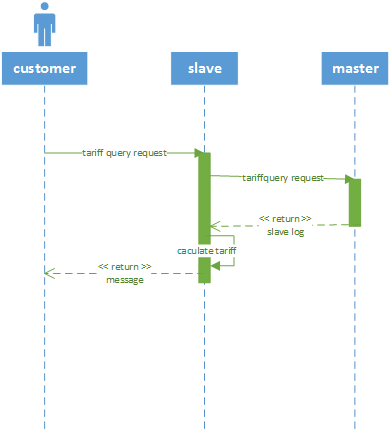 customer
slave
master
tariff query request
tariffquery request
<< return >>
slave log
caculate tariff
<< return >>
message